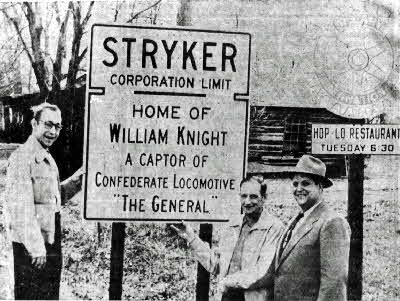 STRYKER
CORPORATION LIMIT
HOME OF
WILLIAM KNIGHT
A CAPTOR OF
CONFEDERATE LOCOMOTIVE
"THE GENERAL"
HOP-LO RESTAURANT
TUESDAY 6:30